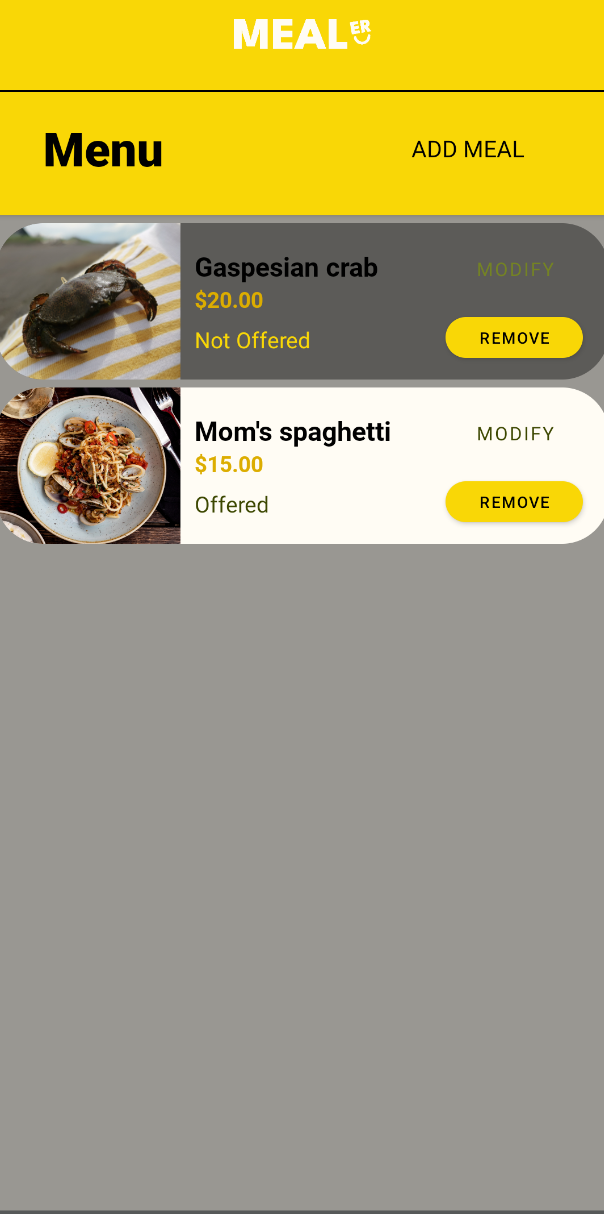 MEALER
Menu
ADD MEAL
Gaspesian crab
MODIFY
$20.00
Not Offered
REMOVE
Mom's spaghetti
MODIFY
$15.00
Offered
REMOVE